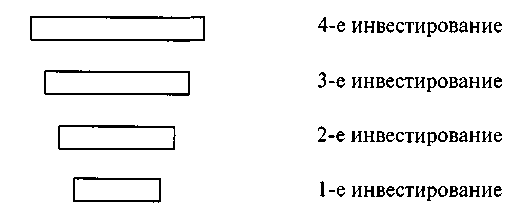 4-е инвестирование
3-е инвестирование
2-е инвестирование
1-е инвестирование